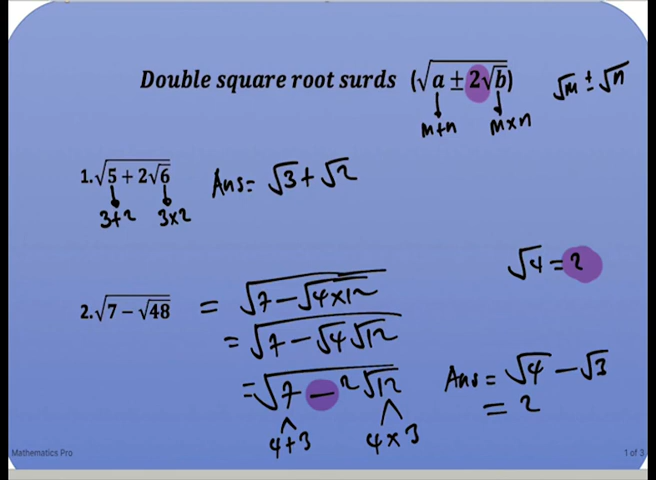 Double square root surds (√(a ± 2√b)) √m ± √n
m+n m×n
1. √(5 + 2√6) Ans = √3 + √2
3+2 3×2
√4 = 2
2. √(7 − √48) = √(7 − √(4×12))
= √(7 − √4 √12)
= √(7 − 2√12) Ans = √4 − √3
= 2
4+3 4×3
Mathematics Pro 1 of 3